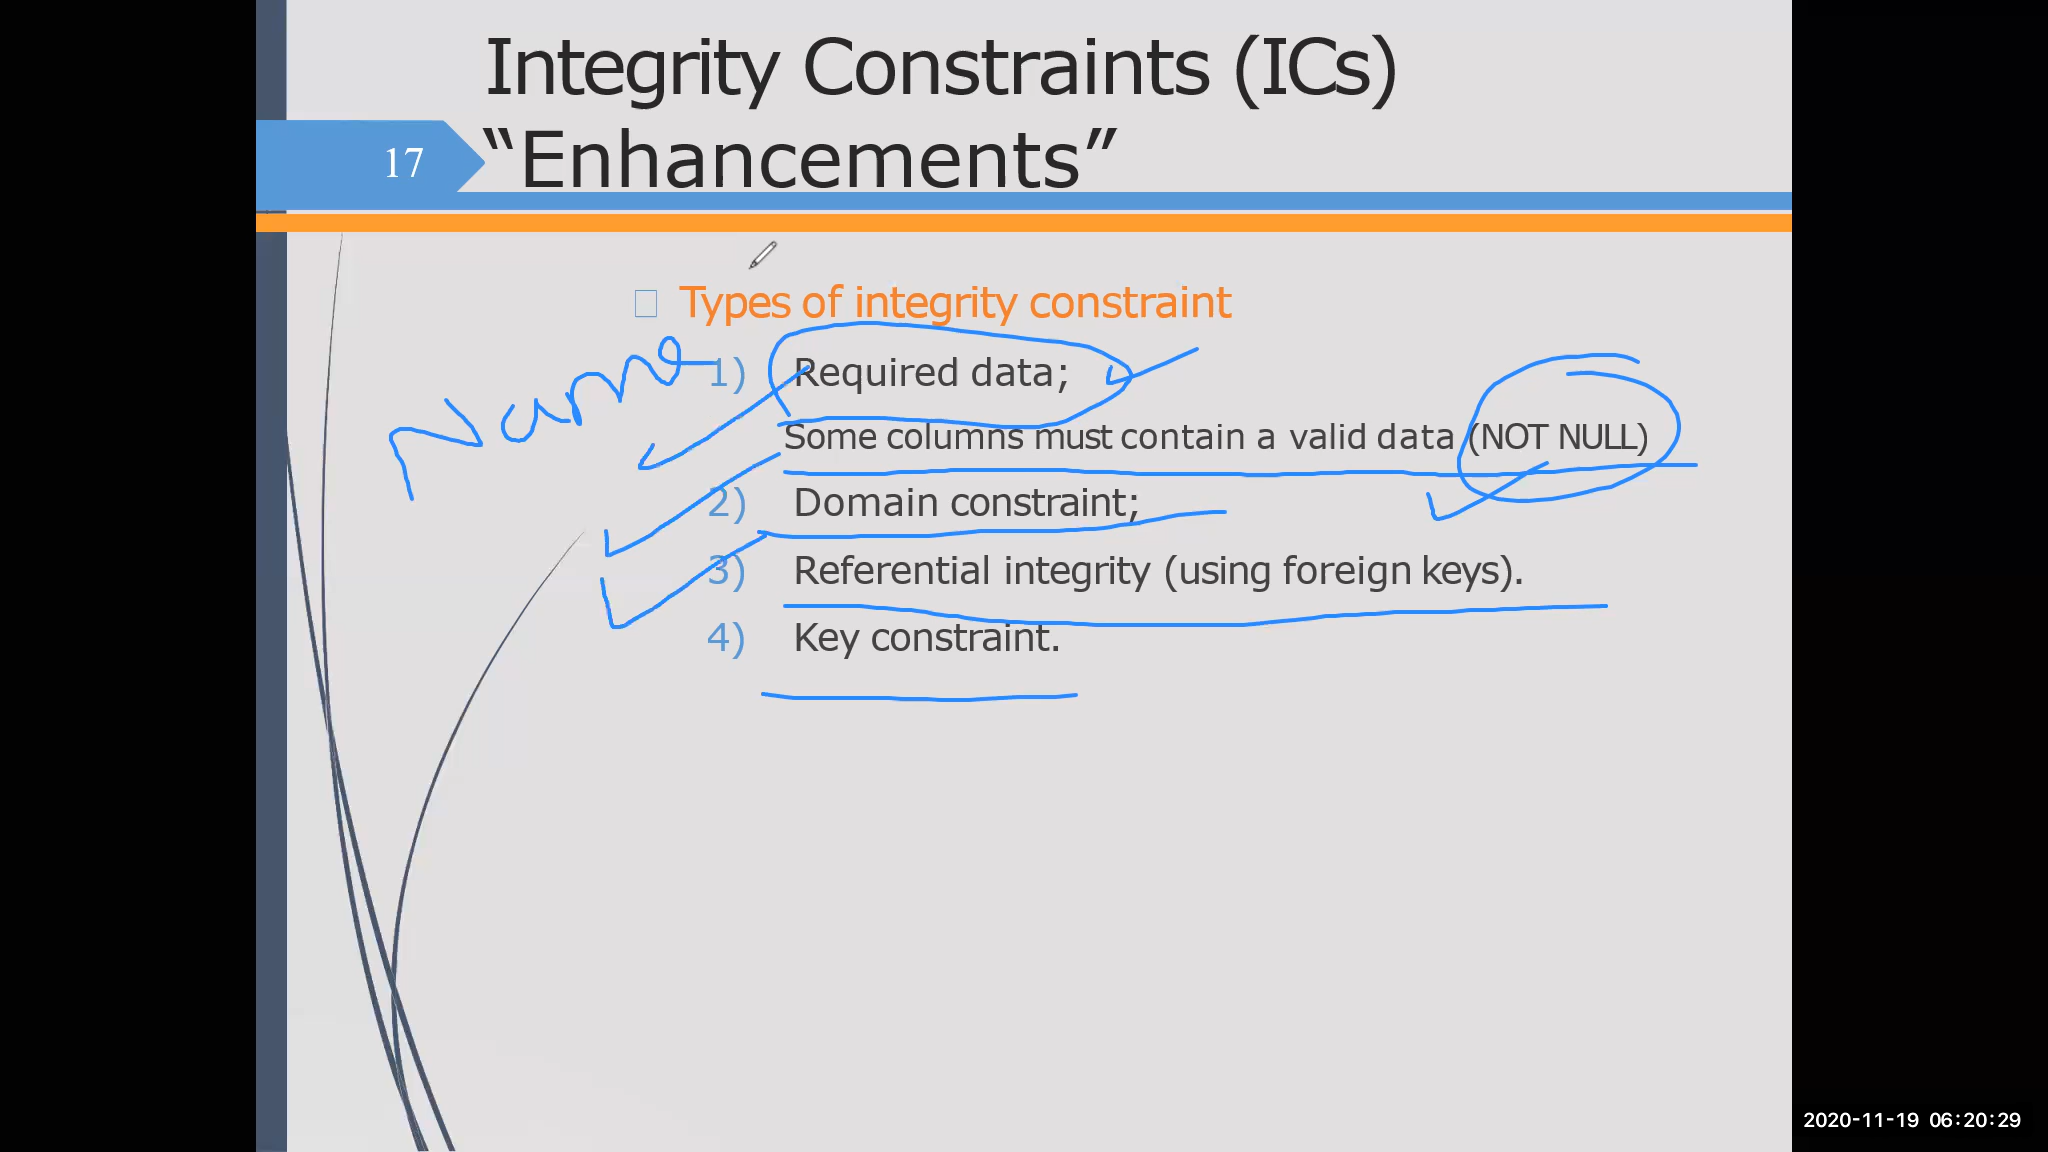 Integrity Constraints (ICs)
“Enhancements”
17
Types of integrity constraint
Name
1) Required data;
Some columns must contain a valid data (NOT NULL)
2) Domain constraint;
3) Referential integrity (using foreign keys).
4) Key constraint.
2020-11-19 06:20:29